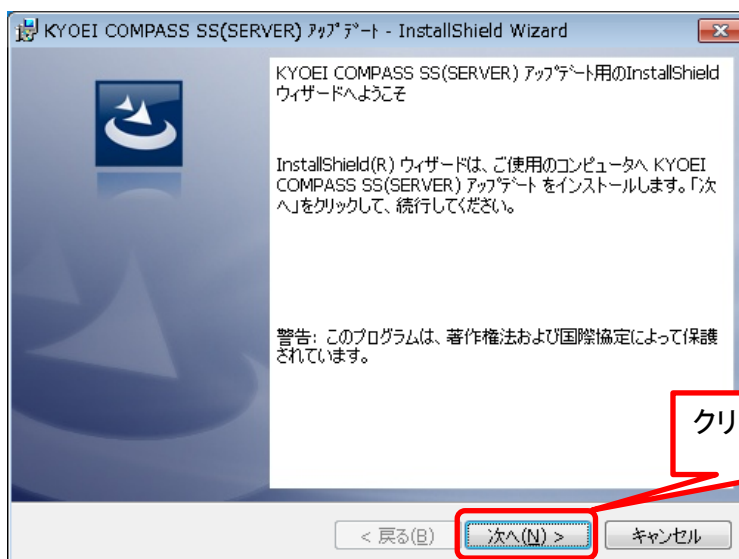 KYOEI COMPASS SS(SERVER) ｱｯﾌﾟﾃﾞｰﾄ - InstallShield Wizard
KYOEI COMPASS SS(SERVER) ｱｯﾌﾟﾃﾞｰﾄ用のInstallShield
ウィザードへようこそ
InstallShield(R) ウィザードは、ご使用のコンピュータへ KYOEI
COMPASS SS(SERVER) ｱｯﾌﾟﾃﾞｰﾄ をインストールします。「次
へ」をクリックして、続行してください。
警告: このプログラムは、著作権法および国際協定によって保護
されています。
クリ
< 戻る(B)
次へ(N) >
キャンセル